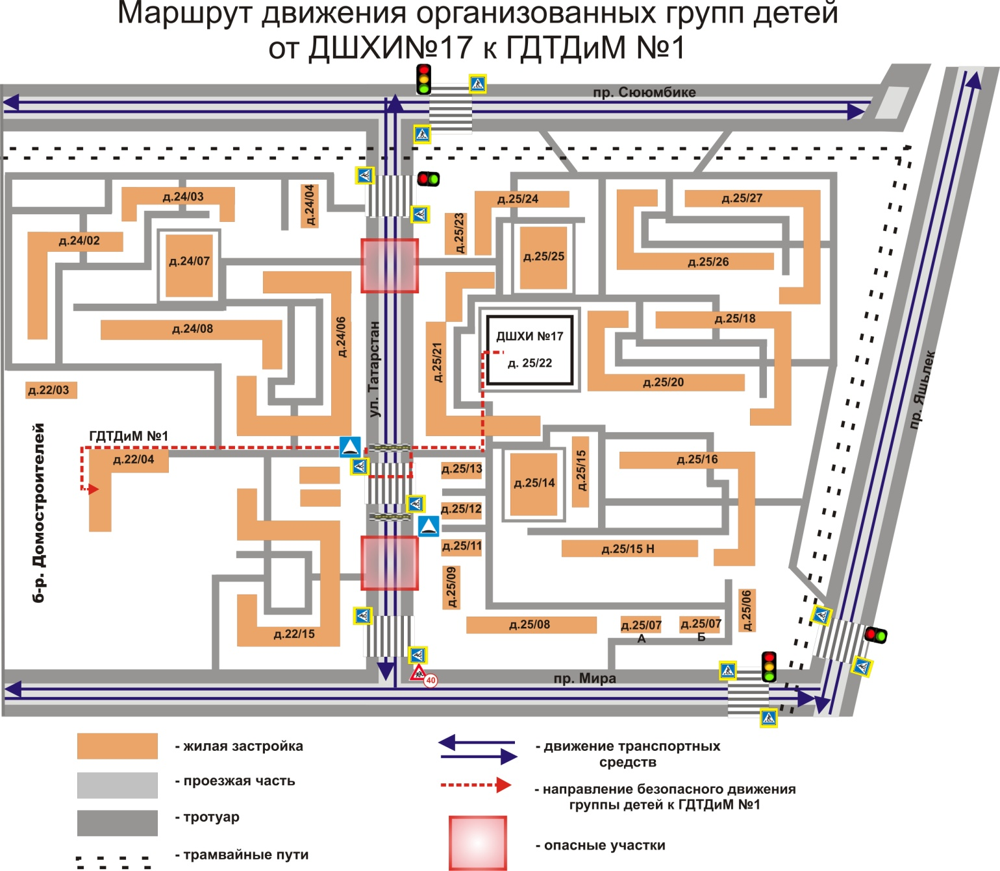 Маршрут движения организованных групп детей
от ДШХИ№17 к ГДТДиМ №1
пр. Сююмбике
д.24/03
д.24/04
д.25/24
д.25/27
д.25/23
д.24/02
д.24/07
д.25/25
д.25/26
д.24/08
д.24/06
ул. Татарстан
д.25/21
ДШХИ №17
д. 25/22
д.25/18
д.25/20
пр. Яшьлек
д.22/03
б-р. Домостроителей
ГДТДиМ №1
д.22/04
д.25/13
д.25/14
д.25/15
д.25/16
д.25/12
д.25/11
д.25/15 Н
д.25/09
д.25/06
д.22/15
д.25/08
д.25/07
А
д.25/07
Б
40
пр. Мира
- жилая застройка
- проезжая часть
- тротуар
- трамвайные пути
- движение транспортных
средств
- направление безопасного движения
группы детей к ГДТДиМ №1
- опасные участки